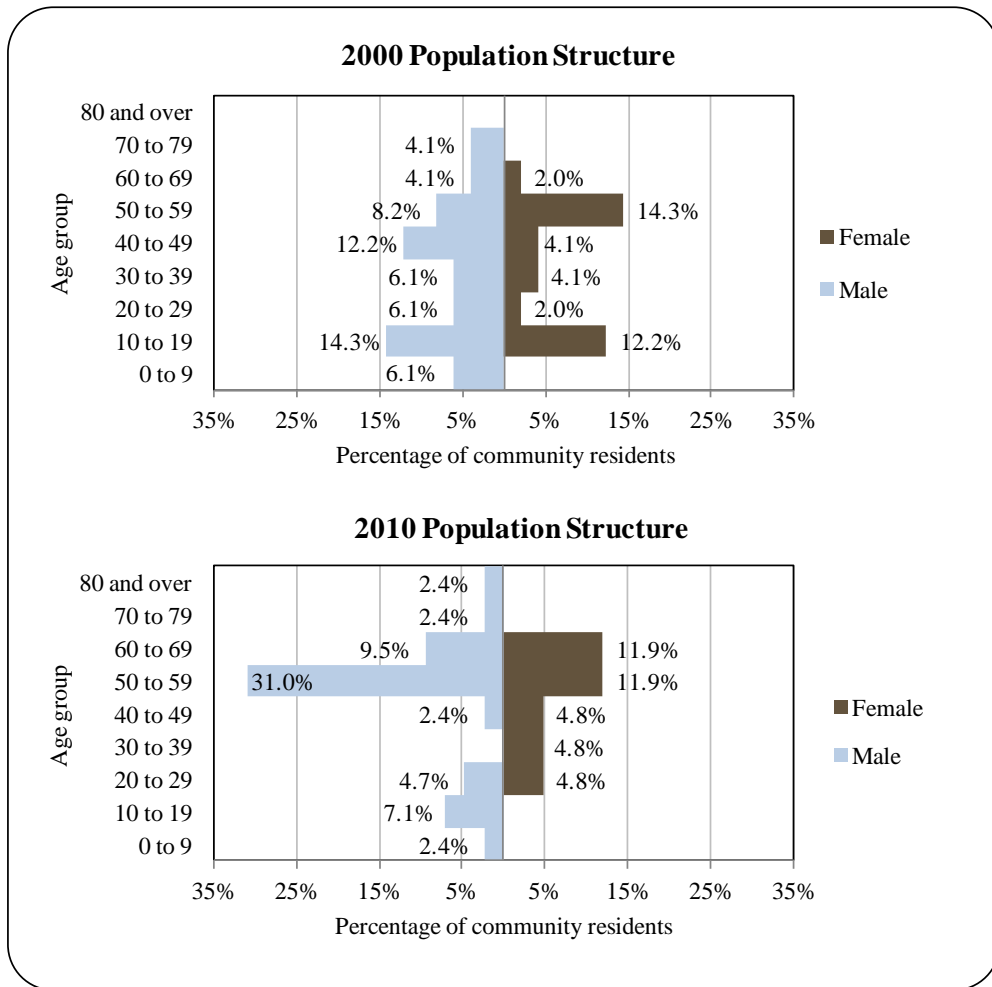 2000 Population Structure
80 and over
70 to 79 4.1%
60 to 69 4.1% 2.0%
50 to 59 8.2% 14.3%
40 to 49 12.2% 4.1%
30 to 39 6.1% 4.1%
20 to 29 6.1% 2.0%
10 to 19 14.3% 12.2%
0 to 9 6.1%
Age group
Female
Male
35% 25% 15% 5% 5% 15% 25% 35%
Percentage of community residents
2010 Population Structure
80 and over 2.4%
70 to 79 2.4%
60 to 69 9.5% 11.9%
50 to 59 31.0% 11.9%
40 to 49 2.4% 4.8%
30 to 39 4.8%
20 to 29 4.7% 4.8%
10 to 19 7.1%
0 to 9 2.4%
Age group
Female
Male
35% 25% 15% 5% 5% 15% 25% 35%
Percentage of community residents